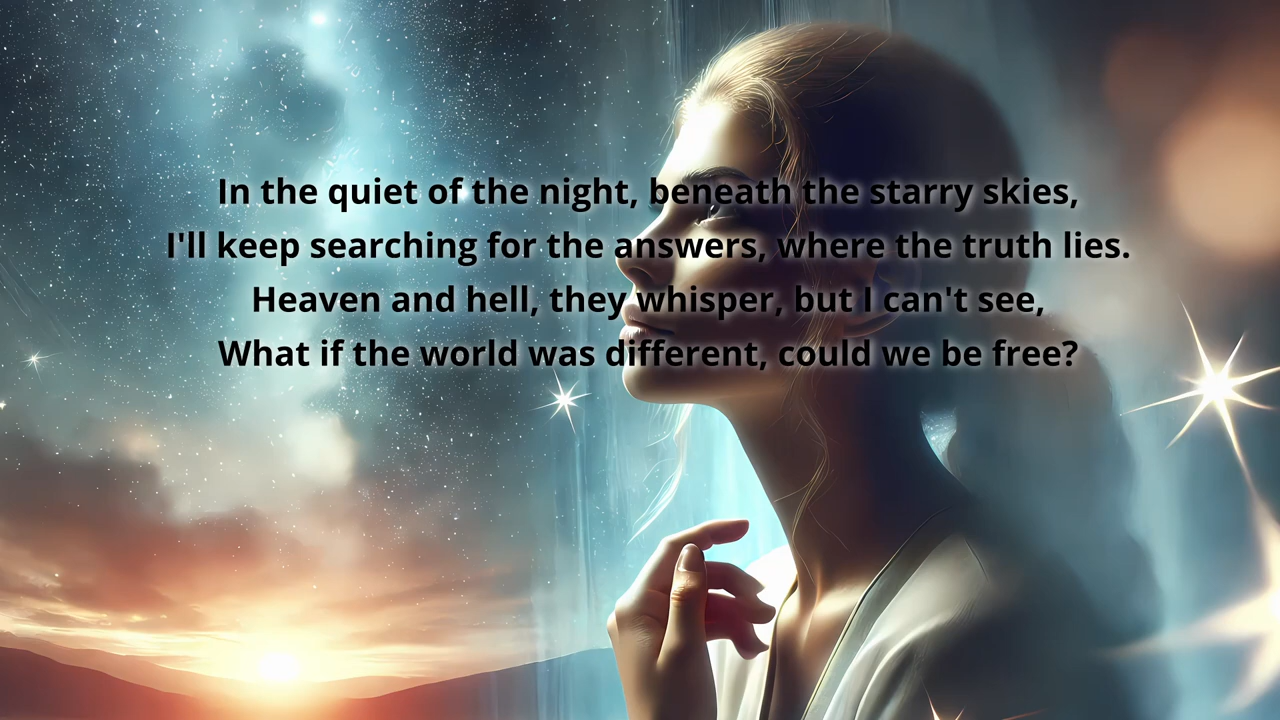 In the quiet of the night, beneath the starry skies,
I'll keep searching for the answers, where the truth lies.
Heaven and hell, they whisper, but I can't see,
What if the world was different, could we be free?